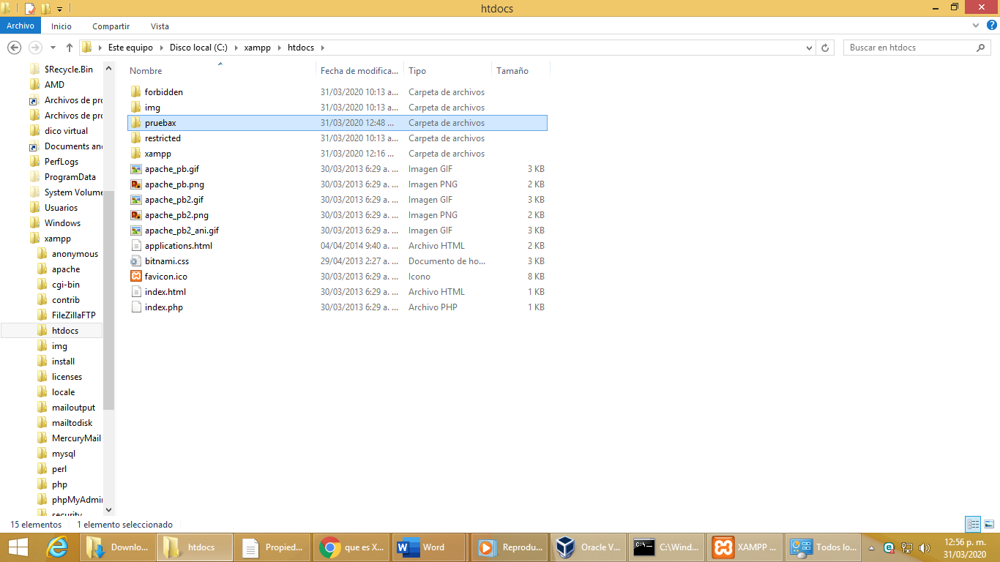 htdocs
Archivo Inicio Compartir Vista
Este equipo Disco local (C:) xampp htdocs
Buscar en htdocs
$Recycle.Bin
AMD
Archivos de pro
Archivos de pro
dico virtual
Documents and
PerfLogs
ProgramData
System Volume
Usuarios
Windows
xampp
anonymous
apache
cgi-bin
contrib
FileZillaFTP
htdocs
img
install
licenses
locale
mailoutput
mailtodisk
MercuryMail
mysql
perl
php
phpMyAdmin
security
Nombre Fecha de modifica... Tipo Tamaño
forbidden 31/03/2020 10:13 a... Carpeta de archivos
img 31/03/2020 10:13 a... Carpeta de archivos
pruebax 31/03/2020 12:48 ... Carpeta de archivos
restricted 31/03/2020 10:13 a... Carpeta de archivos
xampp 31/03/2020 12:16 ... Carpeta de archivos
apache_pb.gif 30/03/2013 6:29 a. ... Imagen GIF 3 KB
apache_pb.png 30/03/2013 6:29 a. ... Imagen PNG 2 KB
apache_pb2.gif 30/03/2013 6:29 a. ... Imagen GIF 3 KB
apache_pb2.png 30/03/2013 6:29 a. ... Imagen PNG 2 KB
apache_pb2_ani.gif 30/03/2013 6:29 a. ... Imagen GIF 3 KB
applications.html 04/04/2014 9:40 a. ... Archivo HTML 2 KB
bitnami.css 29/04/2013 2:27 a. ... Documento de ho... 3 KB
favicon.ico 30/03/2013 6:29 a. ... Icono 8 KB
index.html 30/03/2013 6:29 a. ... Archivo HTML 1 KB
index.php 30/03/2013 6:29 a. ... Archivo PHP 1 KB
15 elementos 1 elemento seleccionado
Downlo... htdocs Propied... que es X... Word Reprodu... Oracle V... C:\Wind... XAMPP ... Todos lo...
12:56 p. m.
31/03/2020